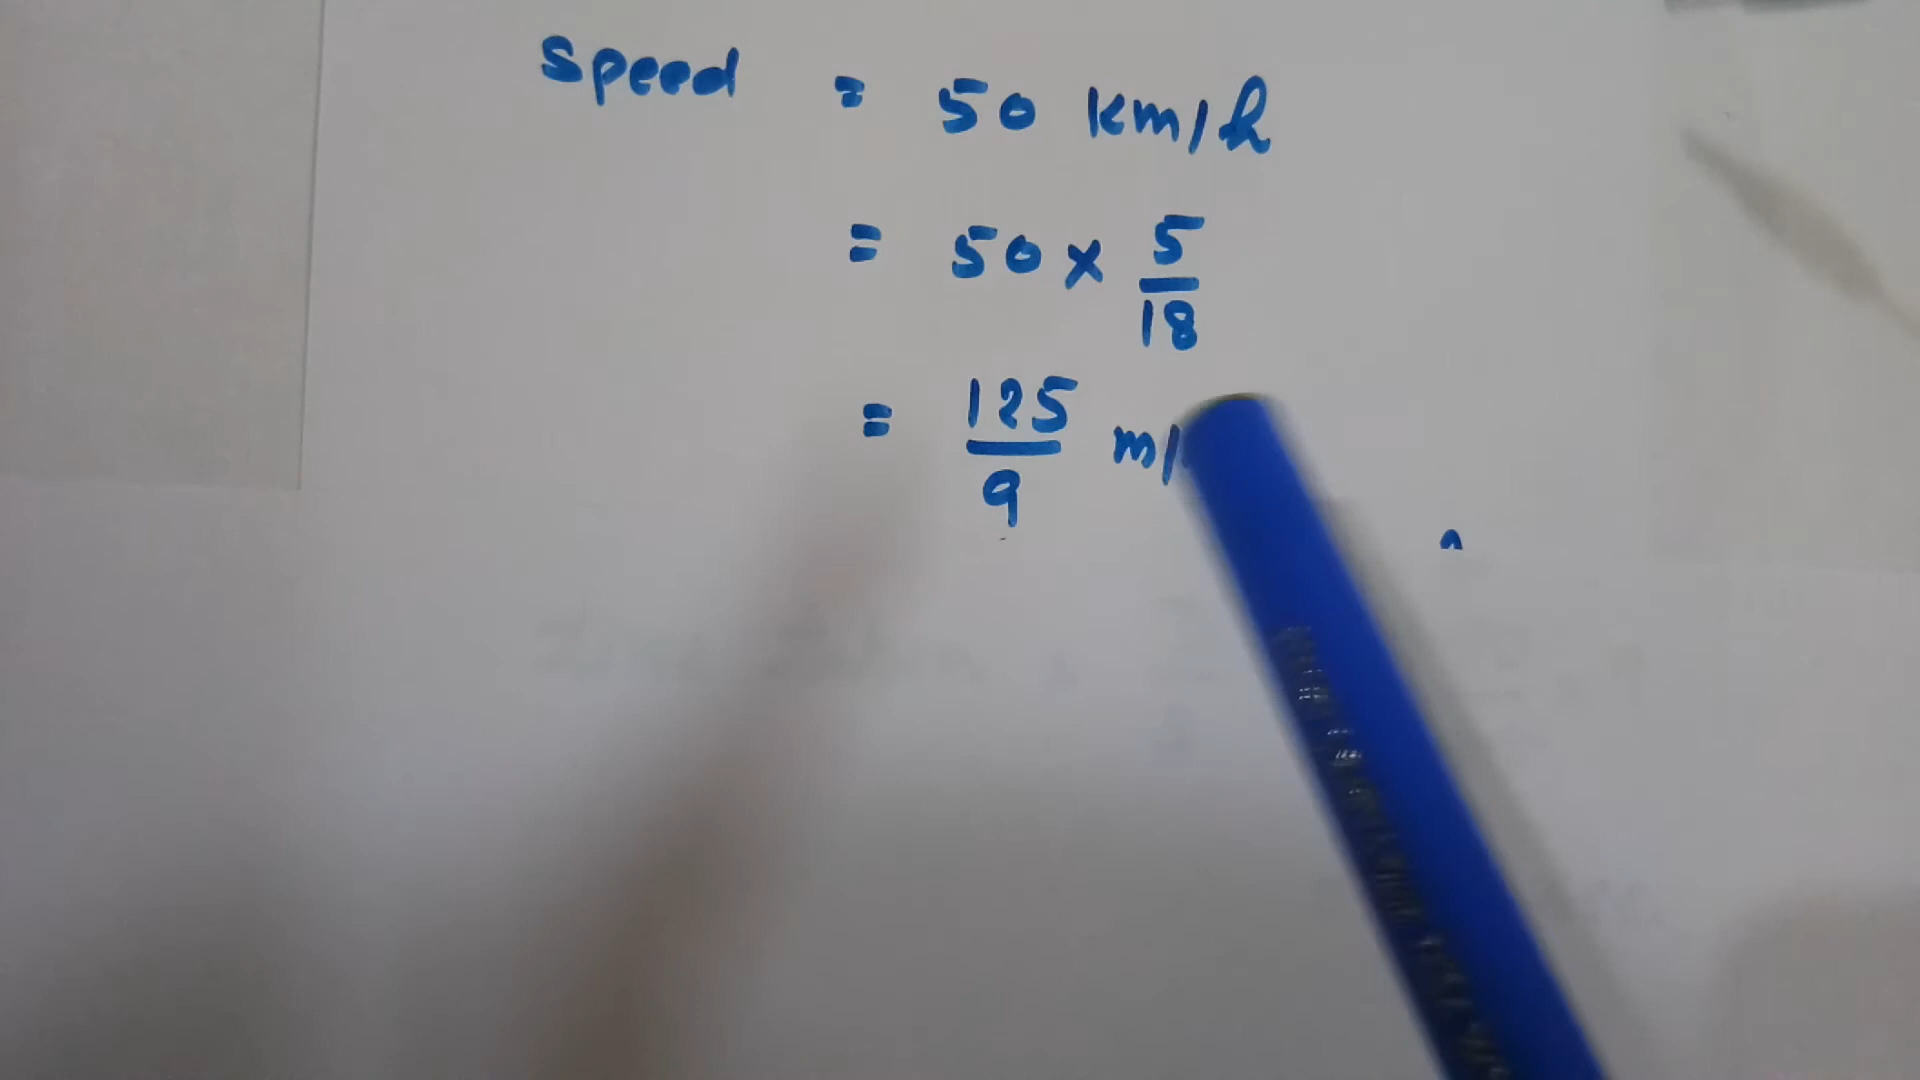 Speed = 50 km/h
= 50 × 5/18
= 125/9 m/